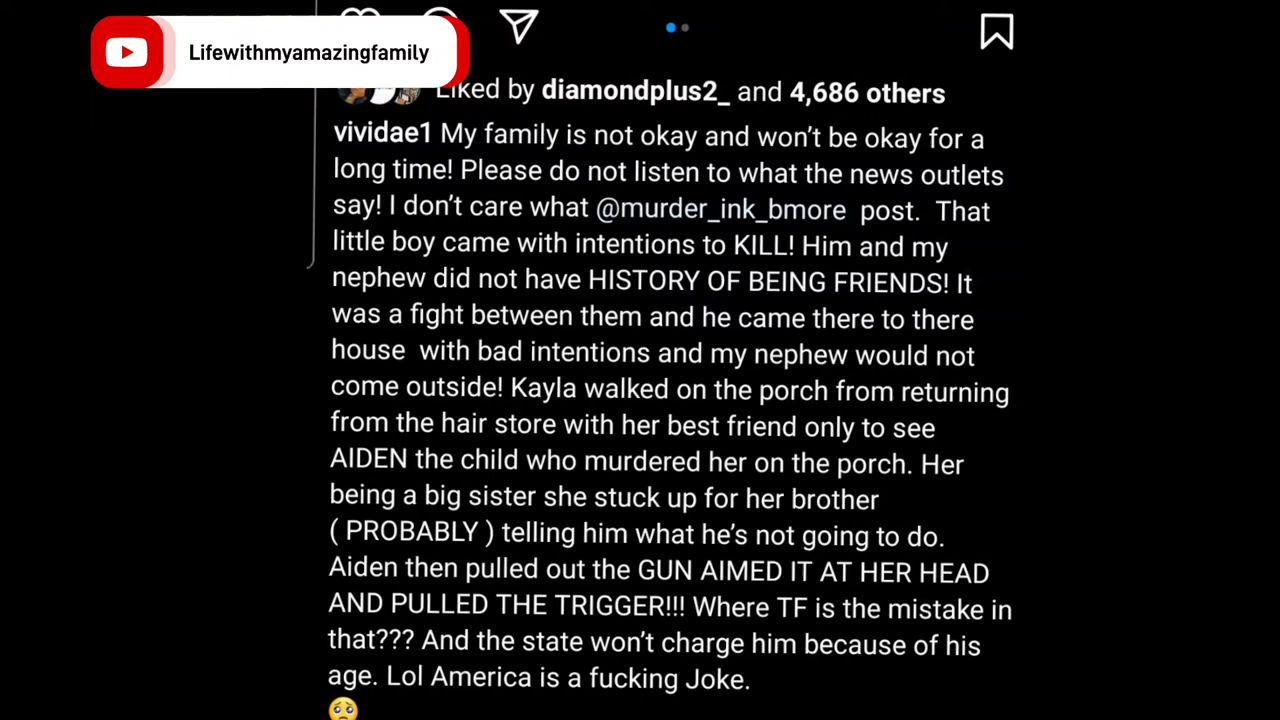 Lifewithmyamazingfamily
Liked by diamondplus2_ and 4,686 others
vividae1 My family is not okay and won't be okay for a
long time! Please do not listen to what the news outlets
say! I don't care what @murder_ink_bmore post. That
little boy came with intentions to KILL! Him and my
nephew did not have HISTORY OF BEING FRIENDS! It
was a fight between them and he came there to there
house with bad intentions and my nephew would not
come outside! Kayla walked on the porch from returning
from the hair store with her best friend only to see
AIDEN the child who murdered her on the porch. Her
being a big sister she stuck up for her brother
( PROBABLY ) telling him what he's not going to do.
Aiden then pulled out the GUN AIMED IT AT HER HEAD
AND PULLED THE TRIGGER!!! Where TF is the mistake in
that??? And the state won't charge him because of his
age. Lol America is a fucking Joke.
🥺